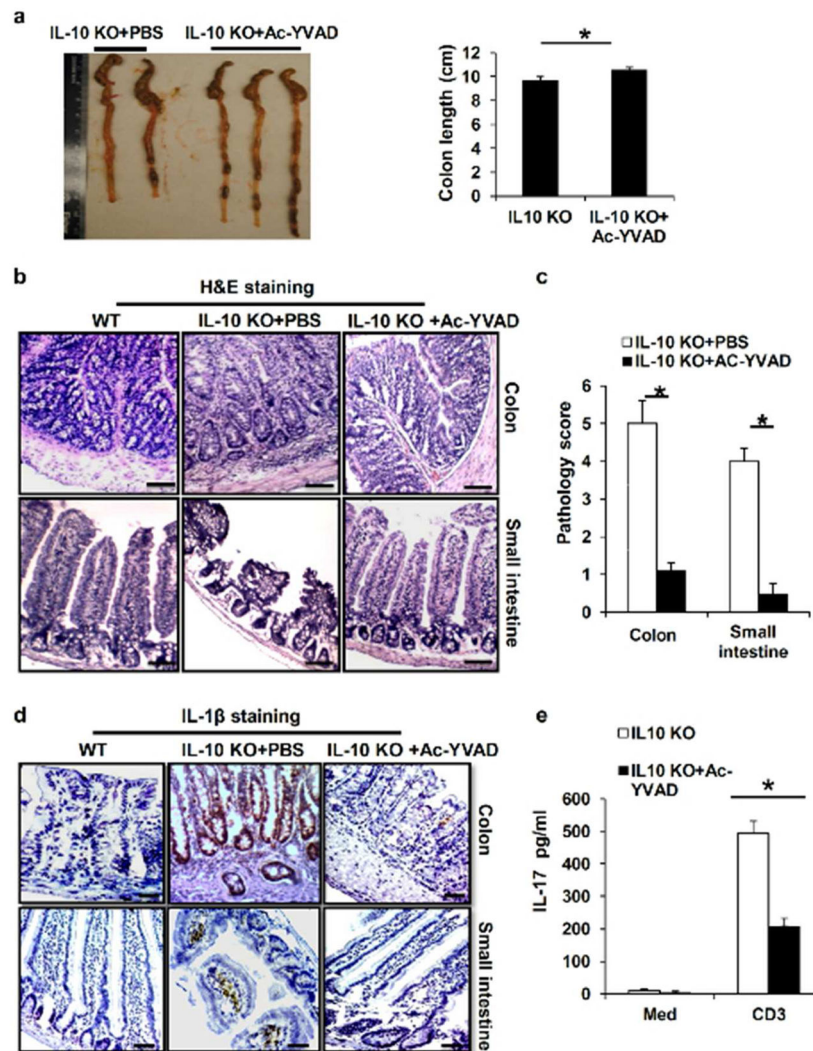 a
IL-10 KO+PBS
IL-10 KO+Ac-YVAD
*
Colon length (cm)
12
10
8
6
4
2
0
IL10 KO
IL-10 KO+
Ac-YVAD
b
H&E staining
WT
IL-10 KO+PBS
IL-10 KO +Ac-YVAD
Colon
Small intestine
c
IL-10 KO+PBS
IL-10 KO+AC-YVAD
*
*
Pathology score
6
5
4
3
2
1
0
Colon
Small
intestine
d
IL-1β staining
WT
IL-10 KO+PBS
IL-10 KO +Ac-YVAD
Colon
Small intestine
e
IL10 KO
IL10 KO+Ac-
YVAD
*
IL-17 pg/ml
600
500
400
300
200
100
0
Med
CD3